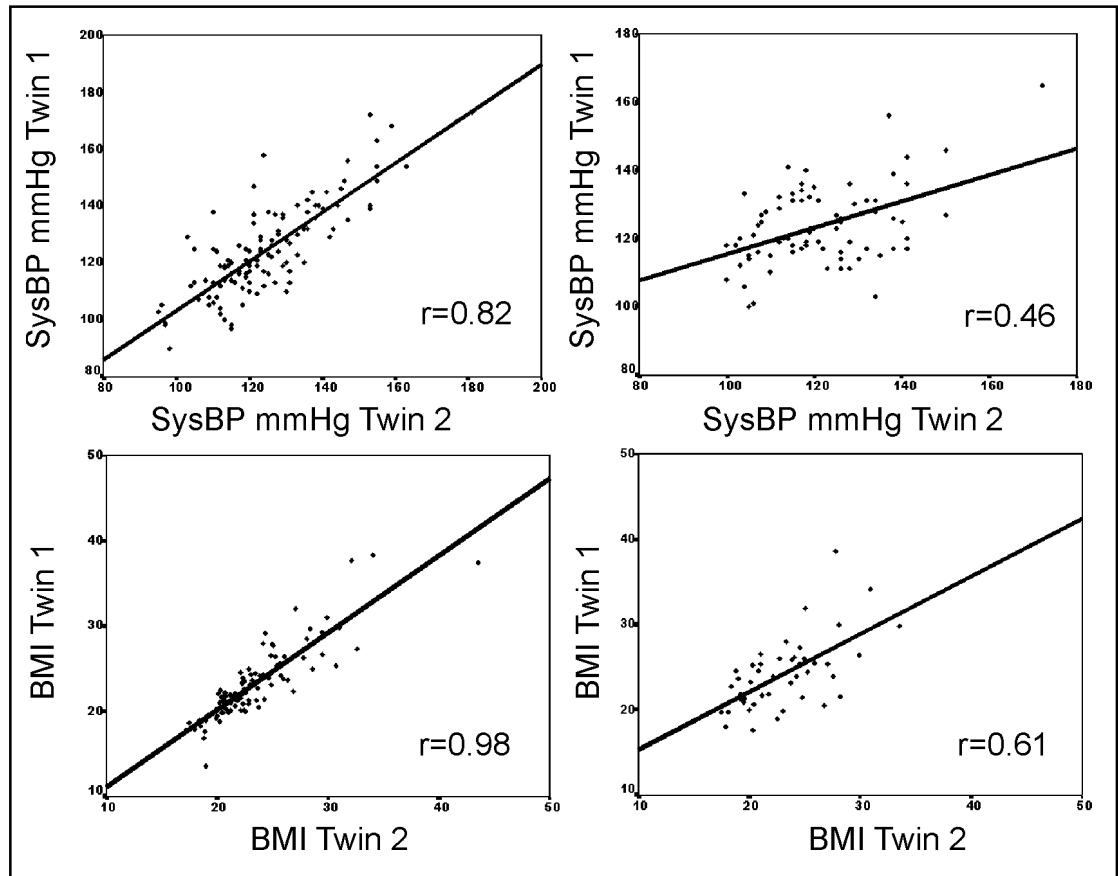 200
180
160
140
120
100
80
SysBP mmHg Twin 1
r=0.82
80 100 120 140 160 180 200
SysBP mmHg Twin 2
180
160
140
120
100
80
SysBP mmHg Twin 1
r=0.46
80 100 120 140 160 180
SysBP mmHg Twin 2
50
40
30
20
10
BMI Twin 1
r=0.98
10 20 30 40 50
BMI Twin 2
50
40
30
20
10
BMI Twin 1
r=0.61
10 20 30 40 50
BMI Twin 2